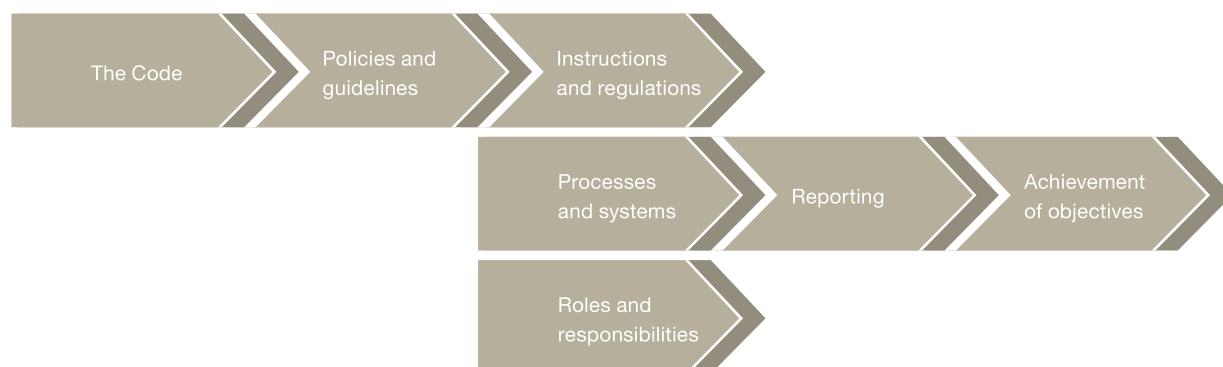 The Code
Policies and
guidelines
Instructions
and regulations
Processes
and systems
Reporting
Achievement
of objectives
Roles and
responsibilities